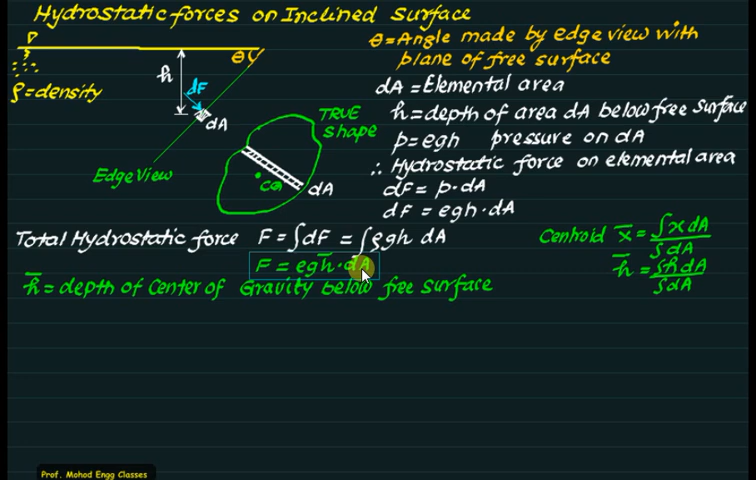 Hydrostatic forces on Inclined Surface
θ = Angle made by edge view with
plane of free surface
θ
h
dF
ρ = density
dA
dA = Elemental area
h = depth of area dA below free surface
TRUE
shape
p = ρgh pressure on dA
Edge View
CG
dA
∴ Hydrostatic force on elemental area
dF = p·dA
dF = ρgh·dA
Total Hydrostatic force F = ∫dF = ∫ρgh dA
Centroid x̄ = ∫x dA / ∫dA
F = ρgh̄·dA
h̄ = ∫h dA / ∫dA
h̄ = depth of Center of Gravity below free surface
Prof. Mohod Engg Classes